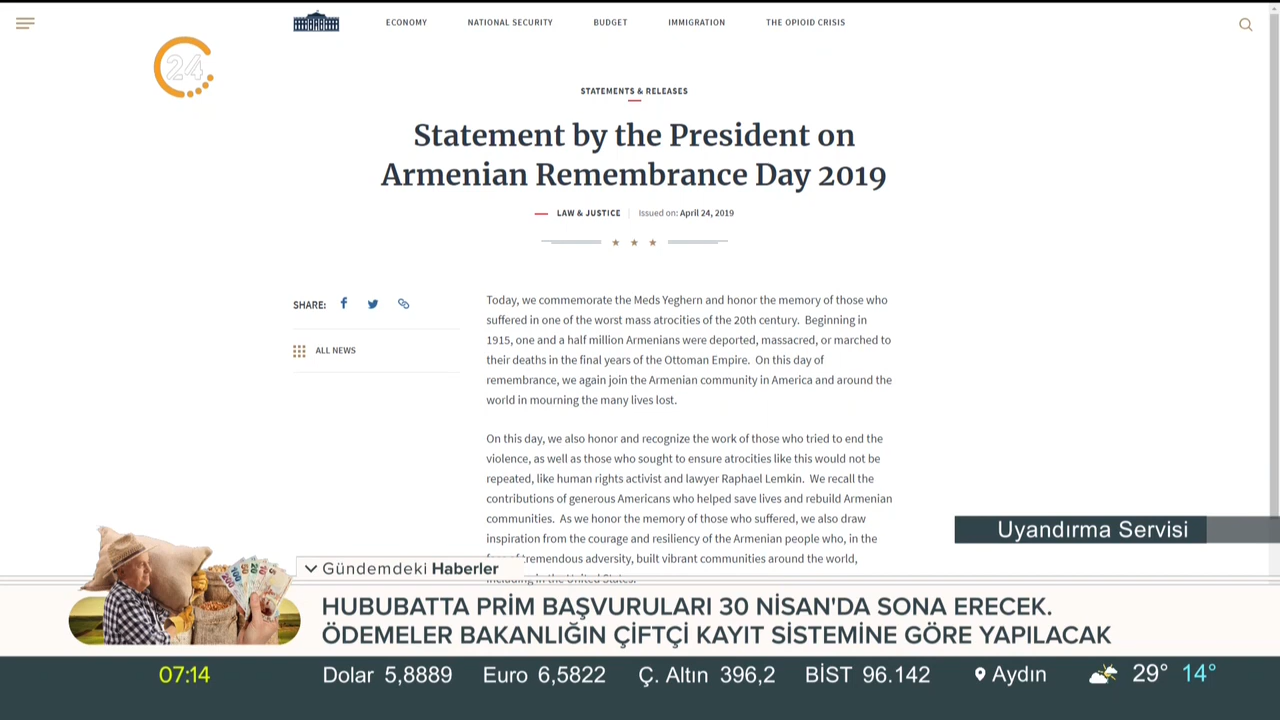 ECONOMY NATIONAL SECURITY BUDGET IMMIGRATION THE OPIOID CRISIS
24
STATEMENTS & RELEASES
Statement by the President on
Armenian Remembrance Day 2019
LAW & JUSTICE Issued on: April 24, 2019
SHARE:
ALL NEWS
Today, we commemorate the Meds Yeghern and honor the memory of those who
suffered in one of the worst mass atrocities of the 20th century. Beginning in
1915, one and a half million Armenians were deported, massacred, or marched to
their deaths in the final years of the Ottoman Empire. On this day of
remembrance, we again join the Armenian community in America and around the
world in mourning the many lives lost.
On this day, we also honor and recognize the work of those who tried to end the
violence, as well as those who sought to ensure atrocities like this would not be
repeated, like human rights activist and lawyer Raphael Lemkin. We recall the
contributions of generous Americans who helped save lives and rebuild Armenian
communities. As we honor the memory of those who suffered, we also draw
inspiration from the courage and resiliency of the Armenian people who, in the
tremendous adversity, built vibrant communities around the world,
in the United States.
Uyandırma Servisi
Gündemdeki Haberler
HUBUBATTA PRİM BAŞVURULARI 30 NİSAN'DA SONA ERECEK.
ÖDEMELER BAKANLIĞIN ÇİFTÇİ KAYIT SİSTEMİNE GÖRE YAPILACAK
07:14 Dolar 5,8889 Euro 6,5822 Ç. Altın 396,2 BİST 96.142 Aydın 29° 14°